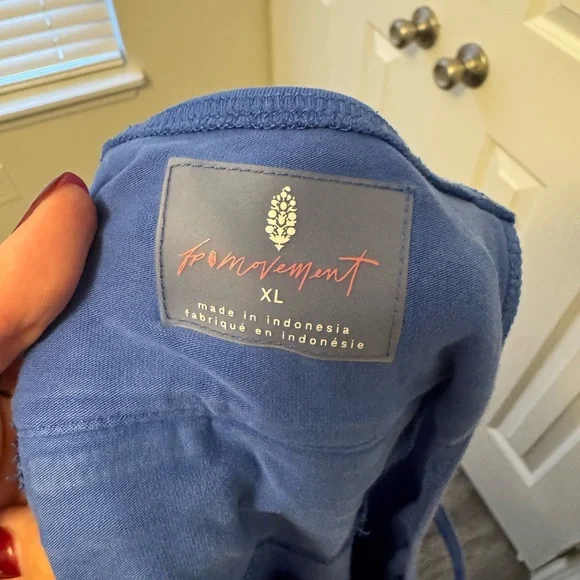 fp movement
XL
made in indonesia
fabriqué en indonésie